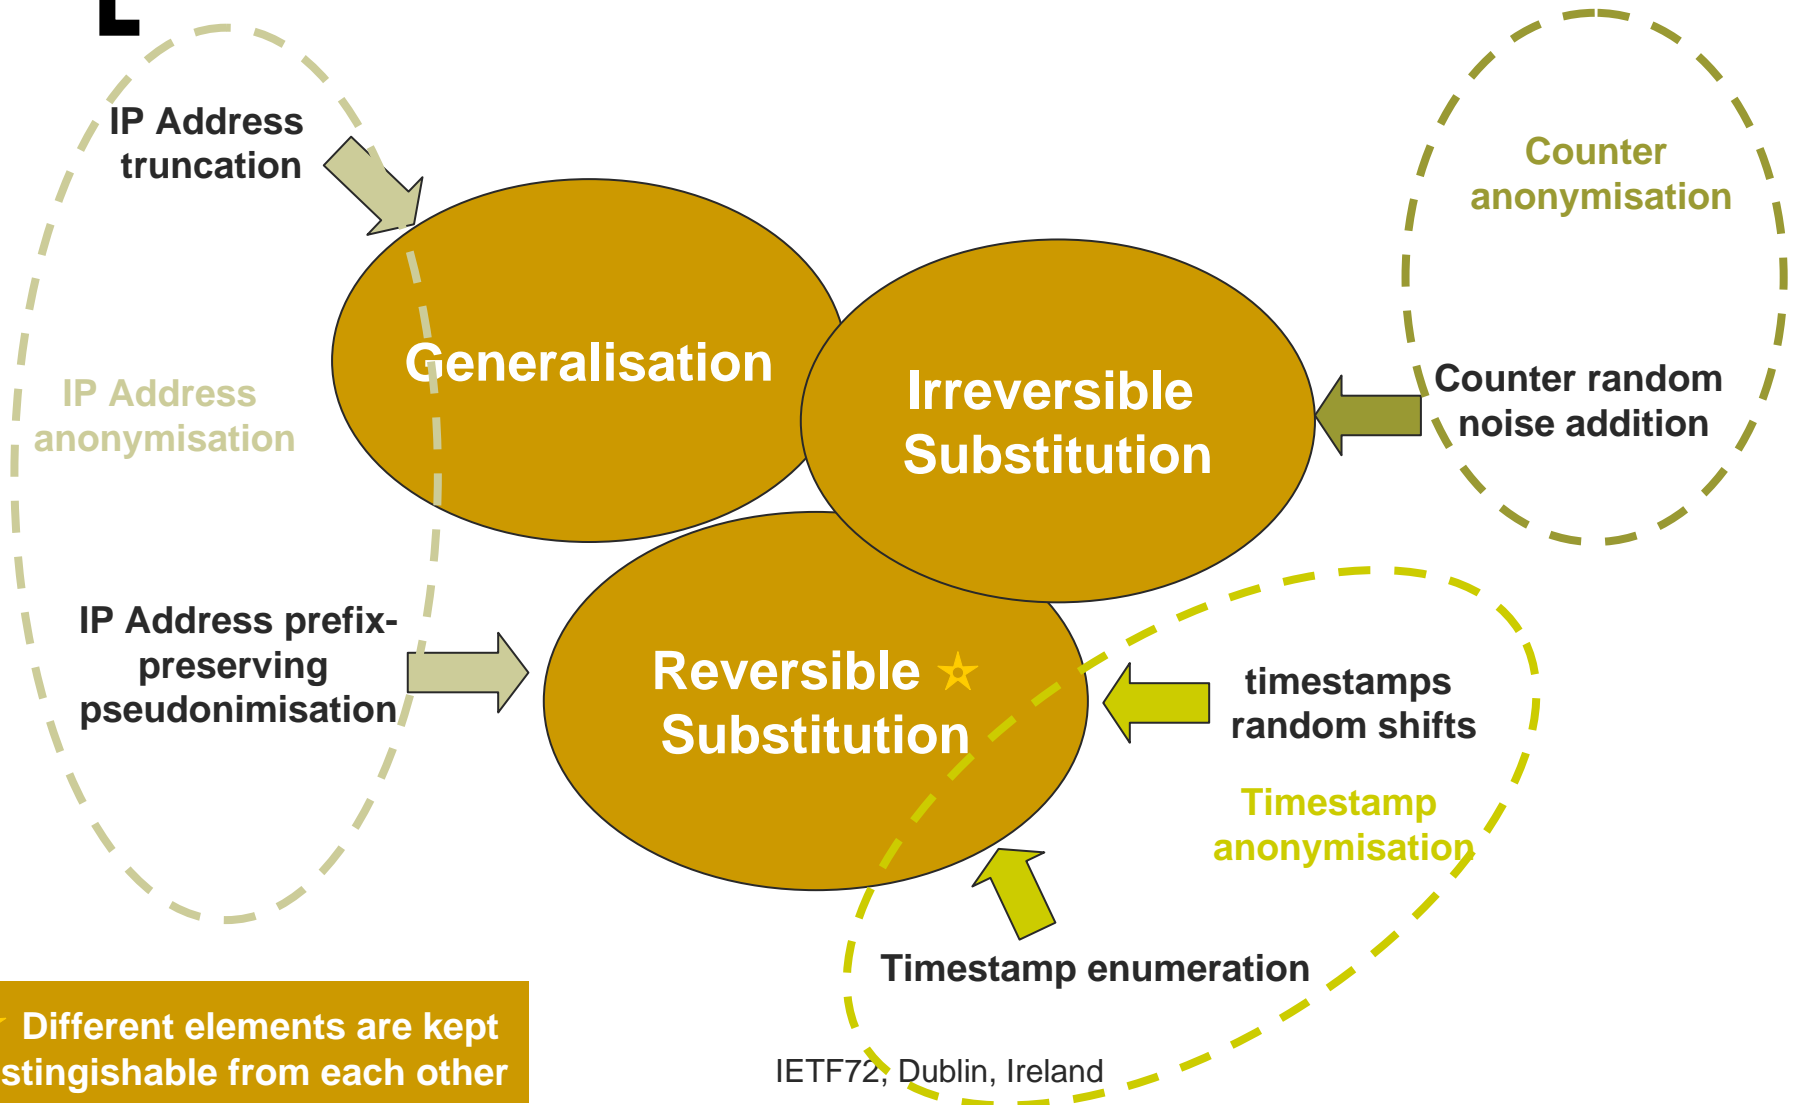 IP Address
truncation
Counter
anonymisation
Generalisation
Irreversible
Substitution
IP Address
anonymisation
Counter random
noise addition
IP Address prefix-
preserving
pseudonimisation
Reversible
Substitution
timestamps
random shifts
Timestamp
anonymisation
Timestamp enumeration
Different elements are kept
stingishable from each other
IETF72, Dublin, Ireland